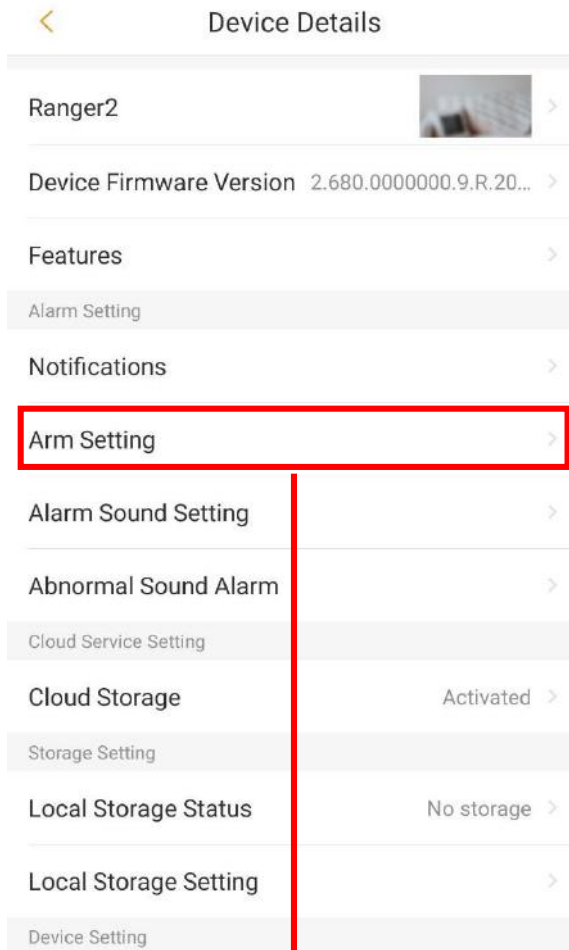 Device Details
Ranger2
Device Firmware Version 2.680.0000000.9.R.20...
Features
Alarm Setting
Notifications
Arm Setting
Alarm Sound Setting
Abnormal Sound Alarm
Cloud Service Setting
Cloud Storage Activated
Storage Setting
Local Storage Status No storage
Local Storage Setting
Device Setting